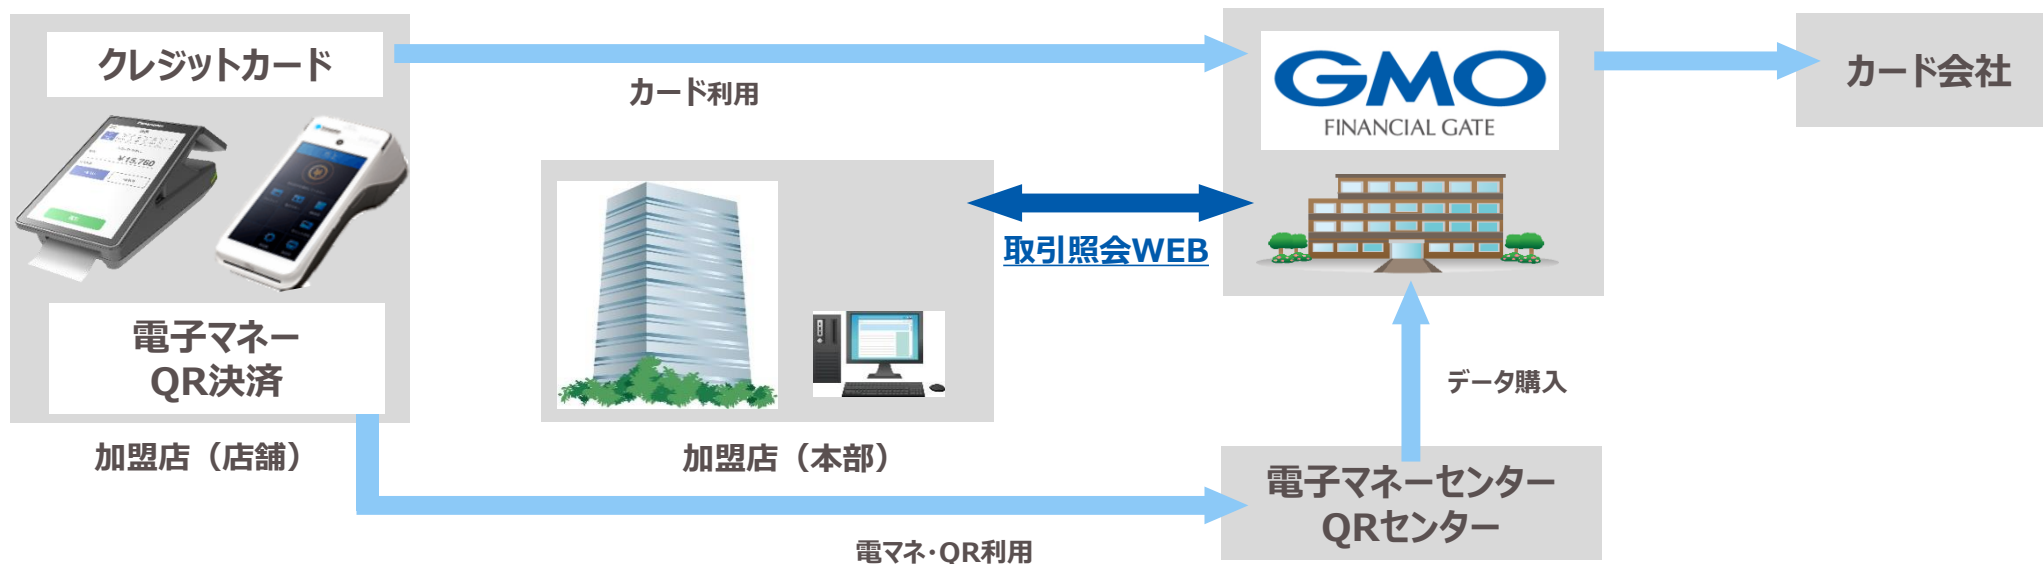 クレジットカード
¥15,760
電子マネー
QR決済
加盟店（店舗）
カード利用
加盟店（本部）
取引照会WEB
GMO
FINANCIAL GATE
カード会社
データ購入
電子マネーセンター
QRセンター
電マネ・QR利用